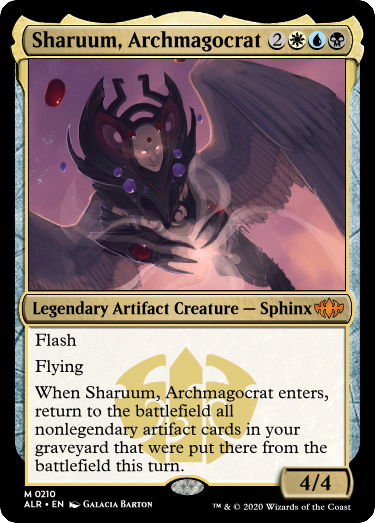 Sharuum, Archmagocrat 2
Legendary Artifact Creature — Sphinx
Flash
Flying
When Sharuum, Archmagocrat enters,
return to the battlefield all
nonlegendary artifact cards in your
graveyard that were put there from the
battlefield this turn.
4/4
M 0210
ALR • EN Galacia Barton
™ & © 2020 Wizards of the Coast